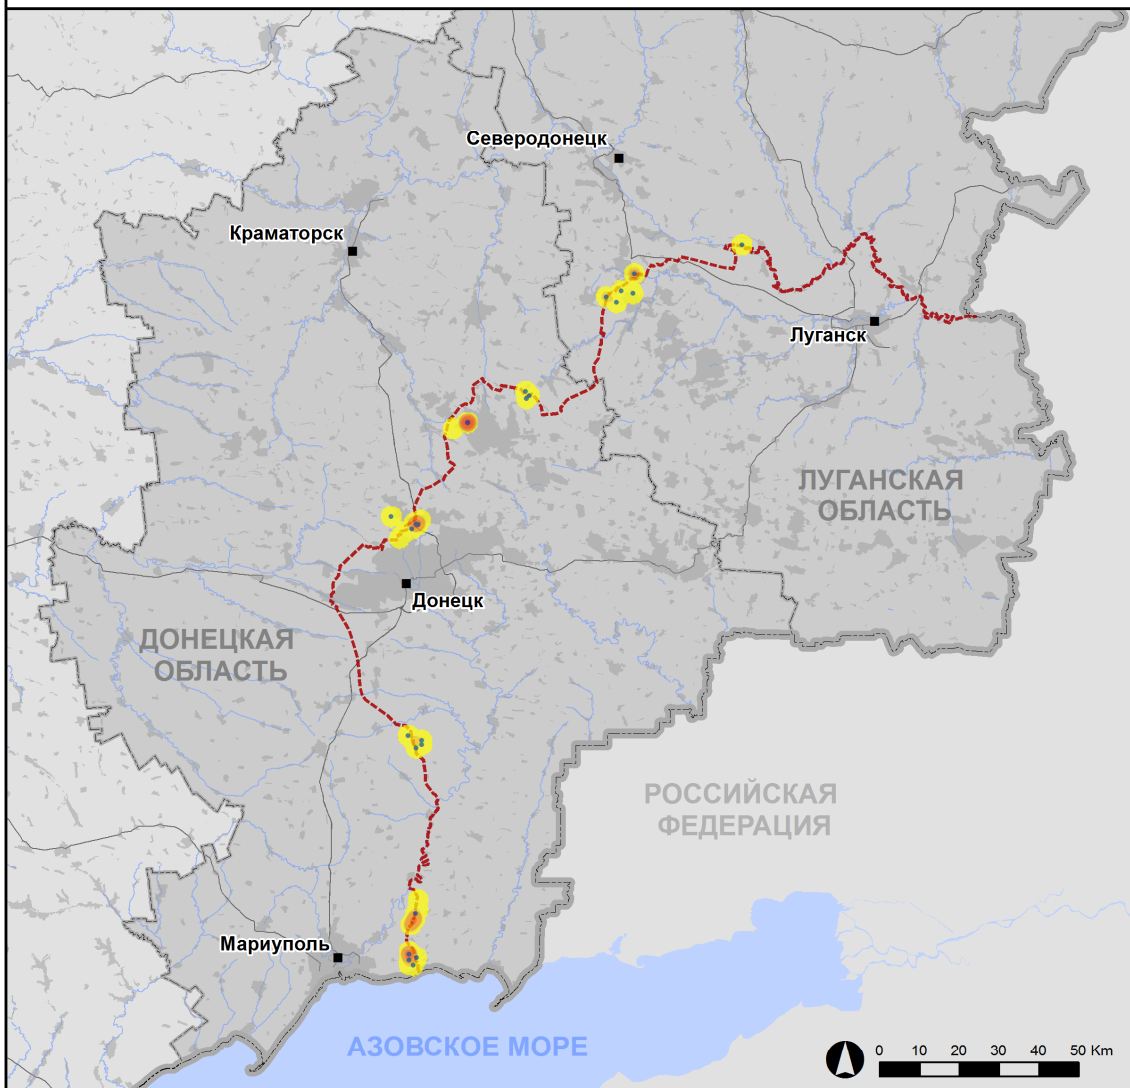 Северодонецк
Краматорск
Луганск
ЛУГАНСКАЯ
ОБЛАСТЬ
Донецк
ДОНЕЦКАЯ
ОБЛАСТЬ
РОССИЙСКАЯ
ФЕДЕРАЦИЯ
Мариуполь
АЗОВСКОЕ МОРЕ
0 10 20 30 40 50 Km